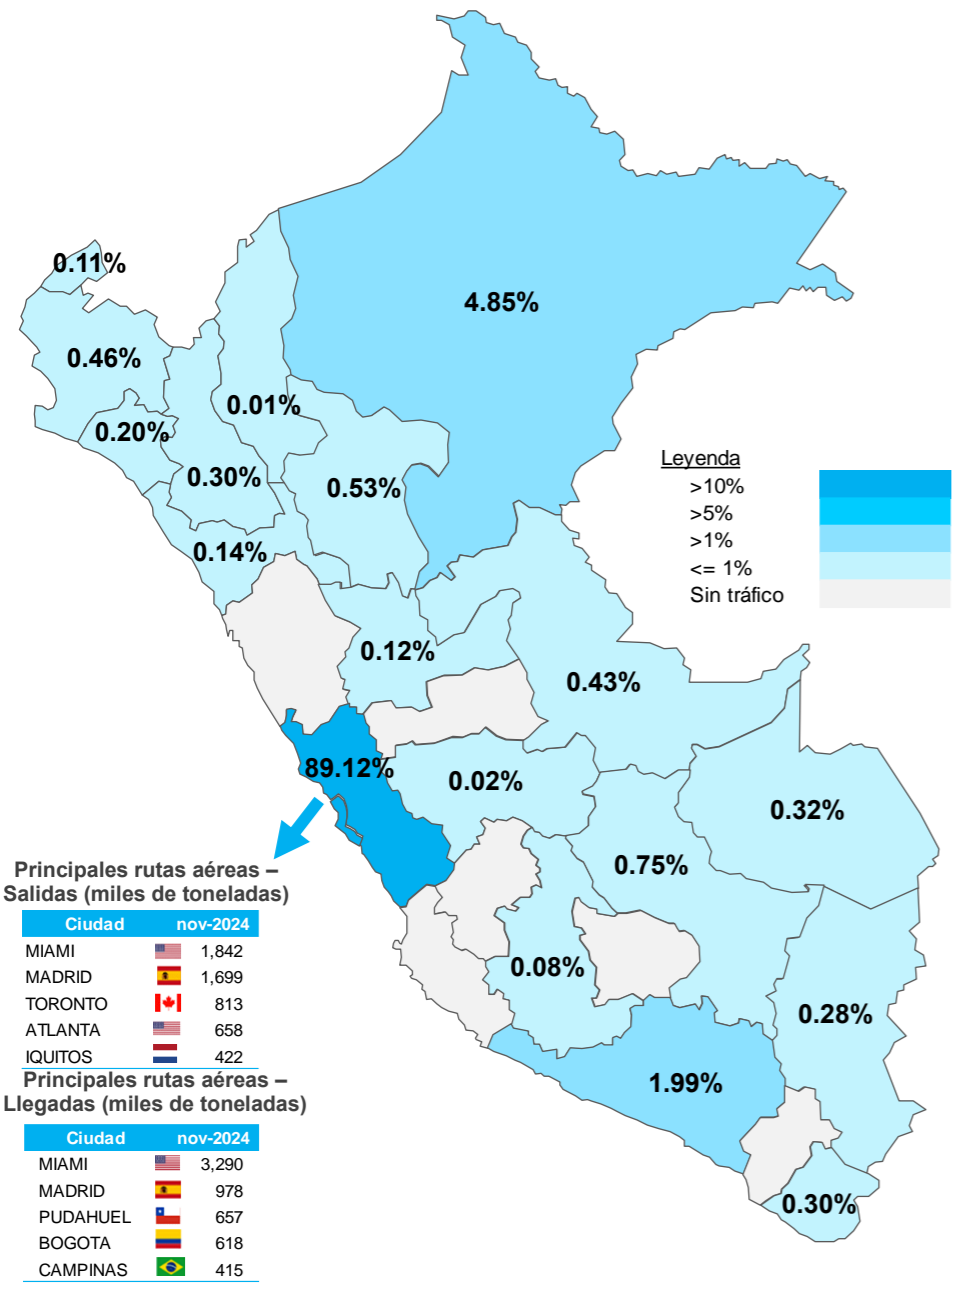 0.11%
4.85%
0.46%
0.01%
0.20%
0.30%
0.53%
0.14%
Leyenda
>10%
>5%
>1%
<= 1%
Sin tráfico
0.12%
0.43%
89.12%
0.02%
0.32%
0.75%
0.08%
0.28%
1.99%
0.30%
Principales rutas aéreas –
Salidas (miles de toneladas)
Ciudad nov-2024
MIAMI 1,842
MADRID 1,699
TORONTO 813
ATLANTA 658
IQUITOS 422
Principales rutas aéreas –
Llegadas (miles de toneladas)
Ciudad nov-2024
MIAMI 3,290
MADRID 978
PUDAHUEL 657
BOGOTA 618
CAMPINAS 415